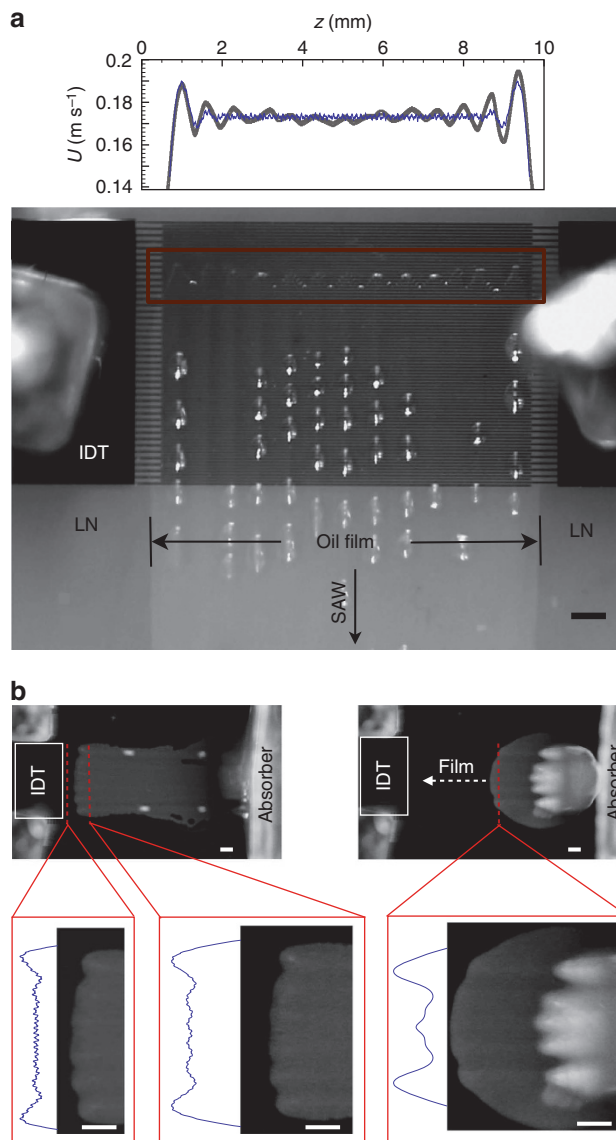 a
z (mm)
0 2 4 6 8 10
0.2
0.18
0.16
0.14
U (m s⁻¹)
IDT
LN
Oil film
LN
SAW
b
IDT
Absorber
IDT
Film
Absorber